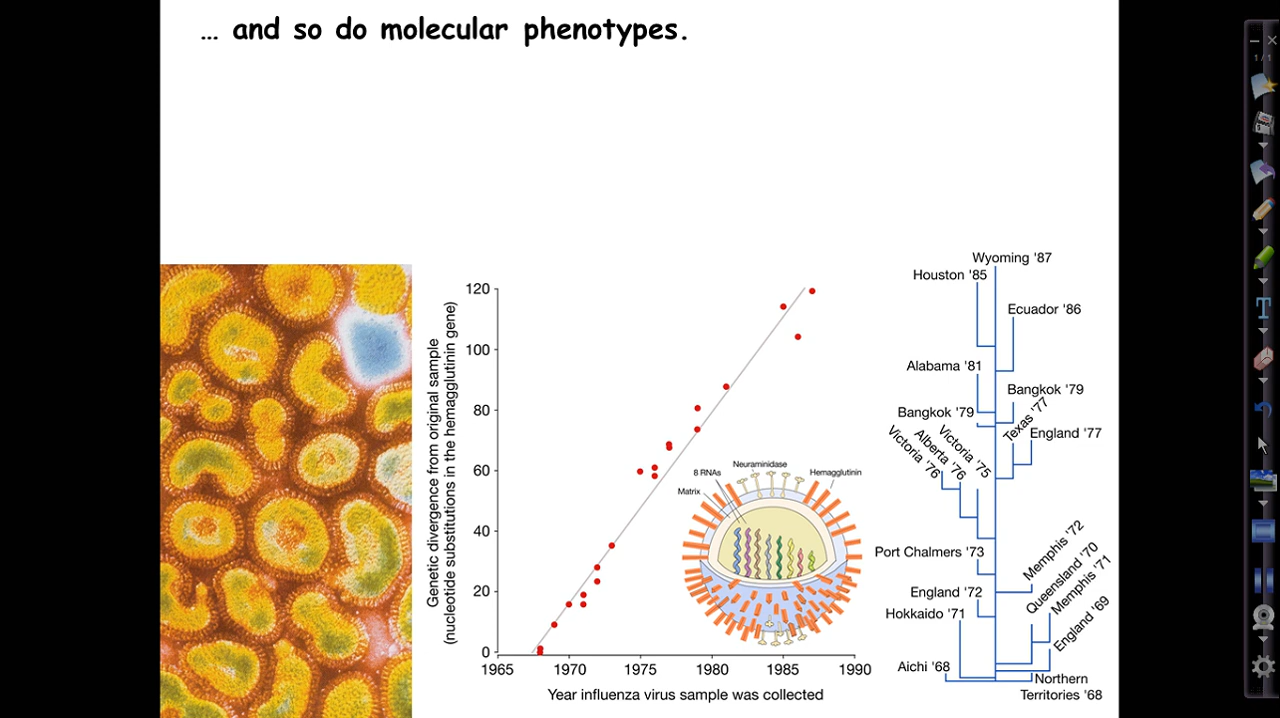 … and so do molecular phenotypes.
Genetic divergence from original sample
(nucleotide substitutions in the hemagglutinin gene)
120
100
80
60
40
20
0
1965 1970 1975 1980 1985 1990
Year influenza virus sample was collected
Neuraminidase
8 RNAs
Hemagglutinin
Matrix
Wyoming '87
Houston '85
Ecuador '86
Alabama '81
Bangkok '79
Bangkok '79
Texas '77
England '77
Victoria '75
Alberta '76
Victoria '76
Port Chalmers '73
Memphis '72
England '72
Queensland '70
Hokkaido '71
Memphis '71
England '69
Aichi '68
Northern
Territories '68
1/1
T